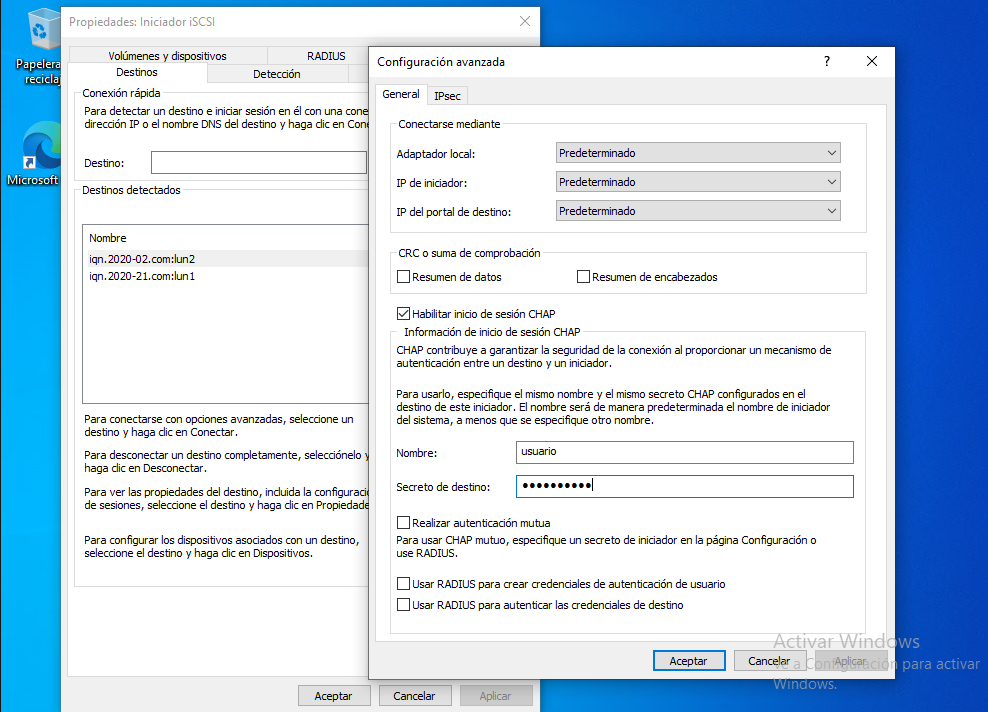 Papelera
reciclaj
Microsoft
Propiedades: Iniciador iSCSI
Volúmenes y dispositivos
RADIUS
Destinos
Detección
Conexión rápida
Para detectar un destino e iniciar sesión en él con una cone
dirección IP o el nombre DNS del destino y haga clic en Cone
Destino:
Destinos detectados
Nombre
iqn.2020-02.com:lun2
iqn.2020-21.com:lun1
Para conectarse con opciones avanzadas, seleccione un
destino y haga clic en Conectar.
Para desconectar un destino completamente, selecciónelo y
haga clic en Desconectar.
Para ver las propiedades del destino, incluida la configuració
de sesiones, seleccione el destino y haga clic en Propiedade
Para configurar los dispositivos asociados con un destino,
seleccione el destino y haga clic en Dispositivos.
Aceptar
Cancelar
Aplicar
Configuración avanzada
?
General
IPsec
Conectarse mediante
Adaptador local:
Predeterminado
IP de iniciador:
Predeterminado
IP del portal de destino:
Predeterminado
CRC o suma de comprobación
Resumen de datos
Resumen de encabezados
Habilitar inicio de sesión CHAP
Información de inicio de sesión CHAP
CHAP contribuye a garantizar la seguridad de la conexión al proporcionar un mecanismo de
autenticación entre un destino y un iniciador.
Para usarlo, especifique el mismo nombre y el mismo secreto CHAP configurados en el
destino de este iniciador. El nombre será de manera predeterminada el nombre de iniciador
del sistema, a menos que se especifique otro nombre.
Nombre:
usuario
Secreto de destino:
●●●●●●●●●●
Realizar autenticación mutua
Para usar CHAP mutuo, especifique un secreto de iniciador en la página Configuración o
use RADIUS.
Usar RADIUS para crear credenciales de autenticación de usuario
Usar RADIUS para autenticar las credenciales de destino
Aceptar
Cancelar
Aplicar
Activar Windows
Ve a Configuración para activar
Windows.